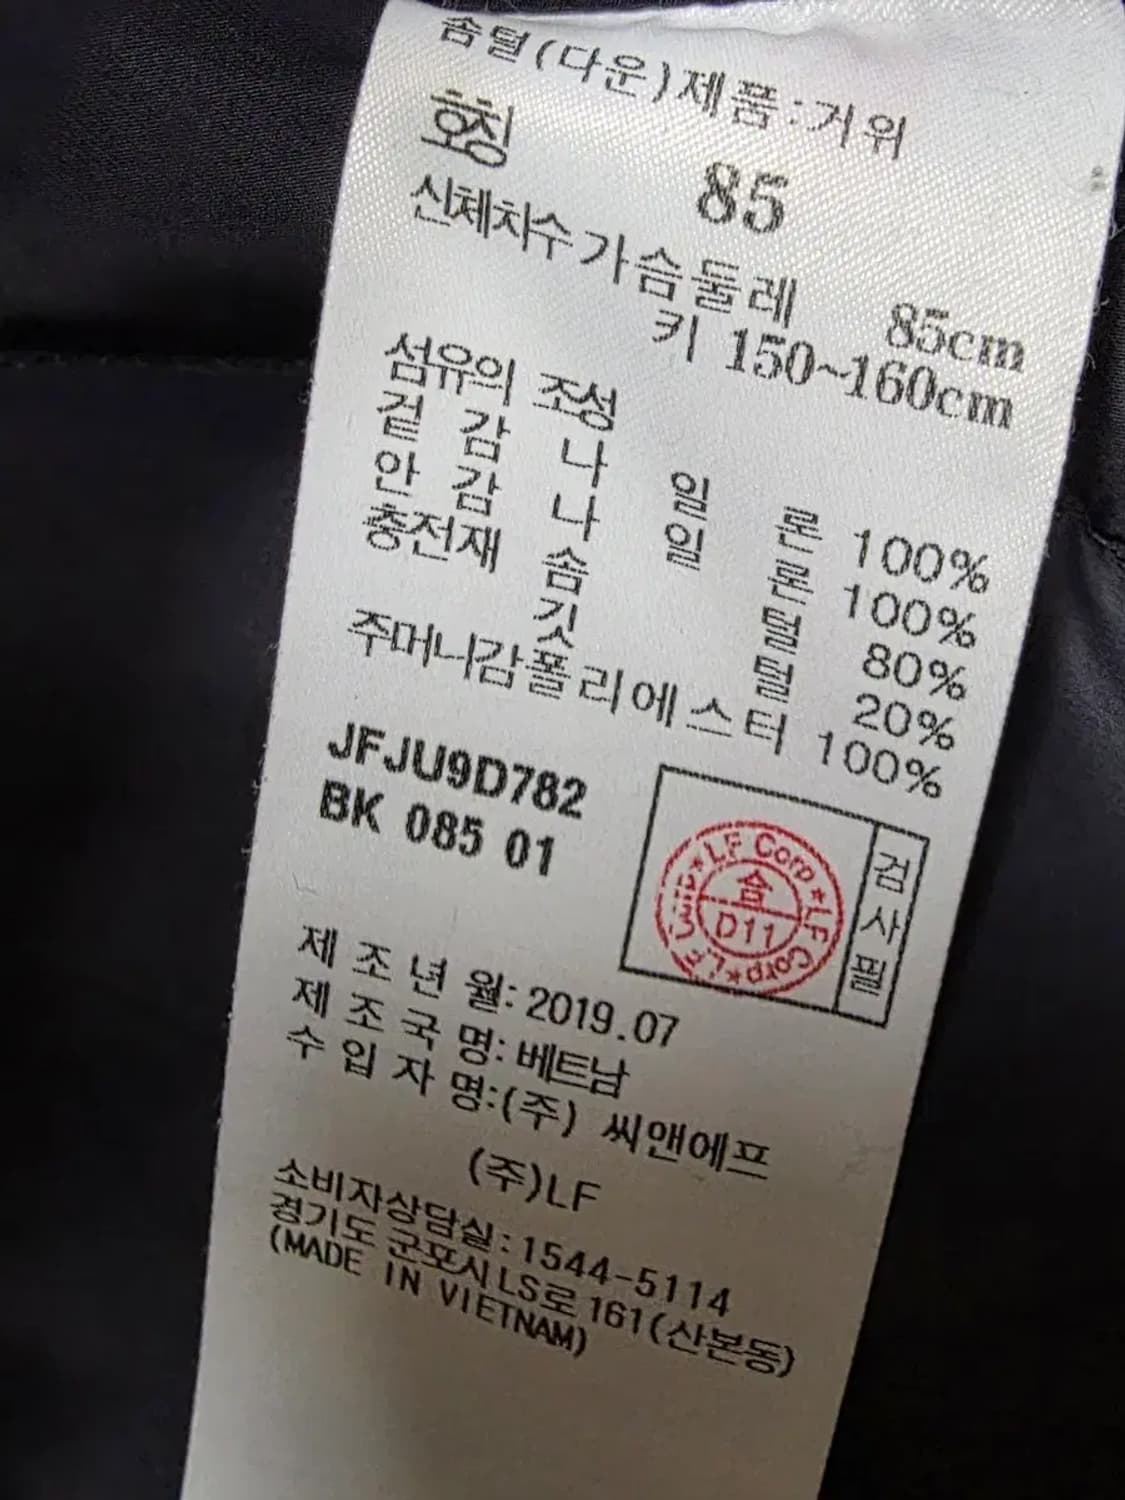 솜털(다운)제품:거위
호칭 85
신체치수 가슴둘레 85cm
키 150~160cm
섬유의 조성
겉감 나일론 100%
안감 나일론 100%
충전재 솜털 80%
깃털 20%
주머니감 폴리에스터 100%
JFJU9D782
BK 085 01
LF Corp★LF Corp★LF Corp★
합
D11
검사필
제조년월: 2019.07
제조국명: 베트남
수입자명:(주) 씨앤에프
(주)LF
소비자상담실:1544-5114
경기도 군포시 LS로 161(산본동)
(MADE IN VIETNAM)